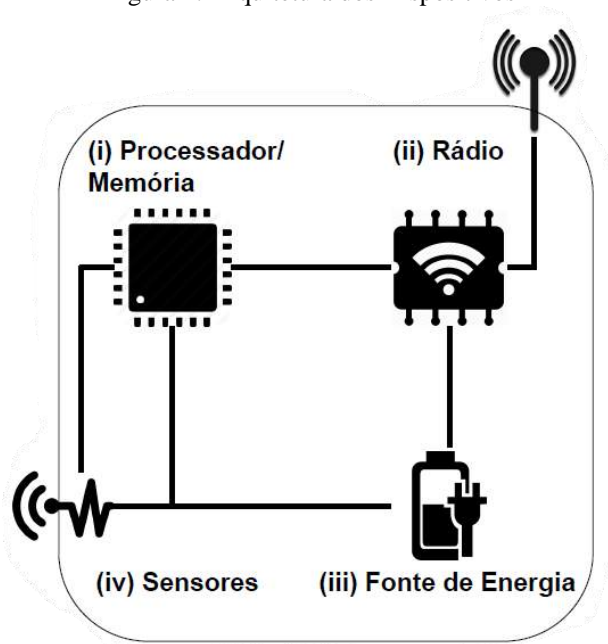 (i) Processador/
Memória
(ii) Rádio
(iv) Sensores
(iii) Fonte de Energia